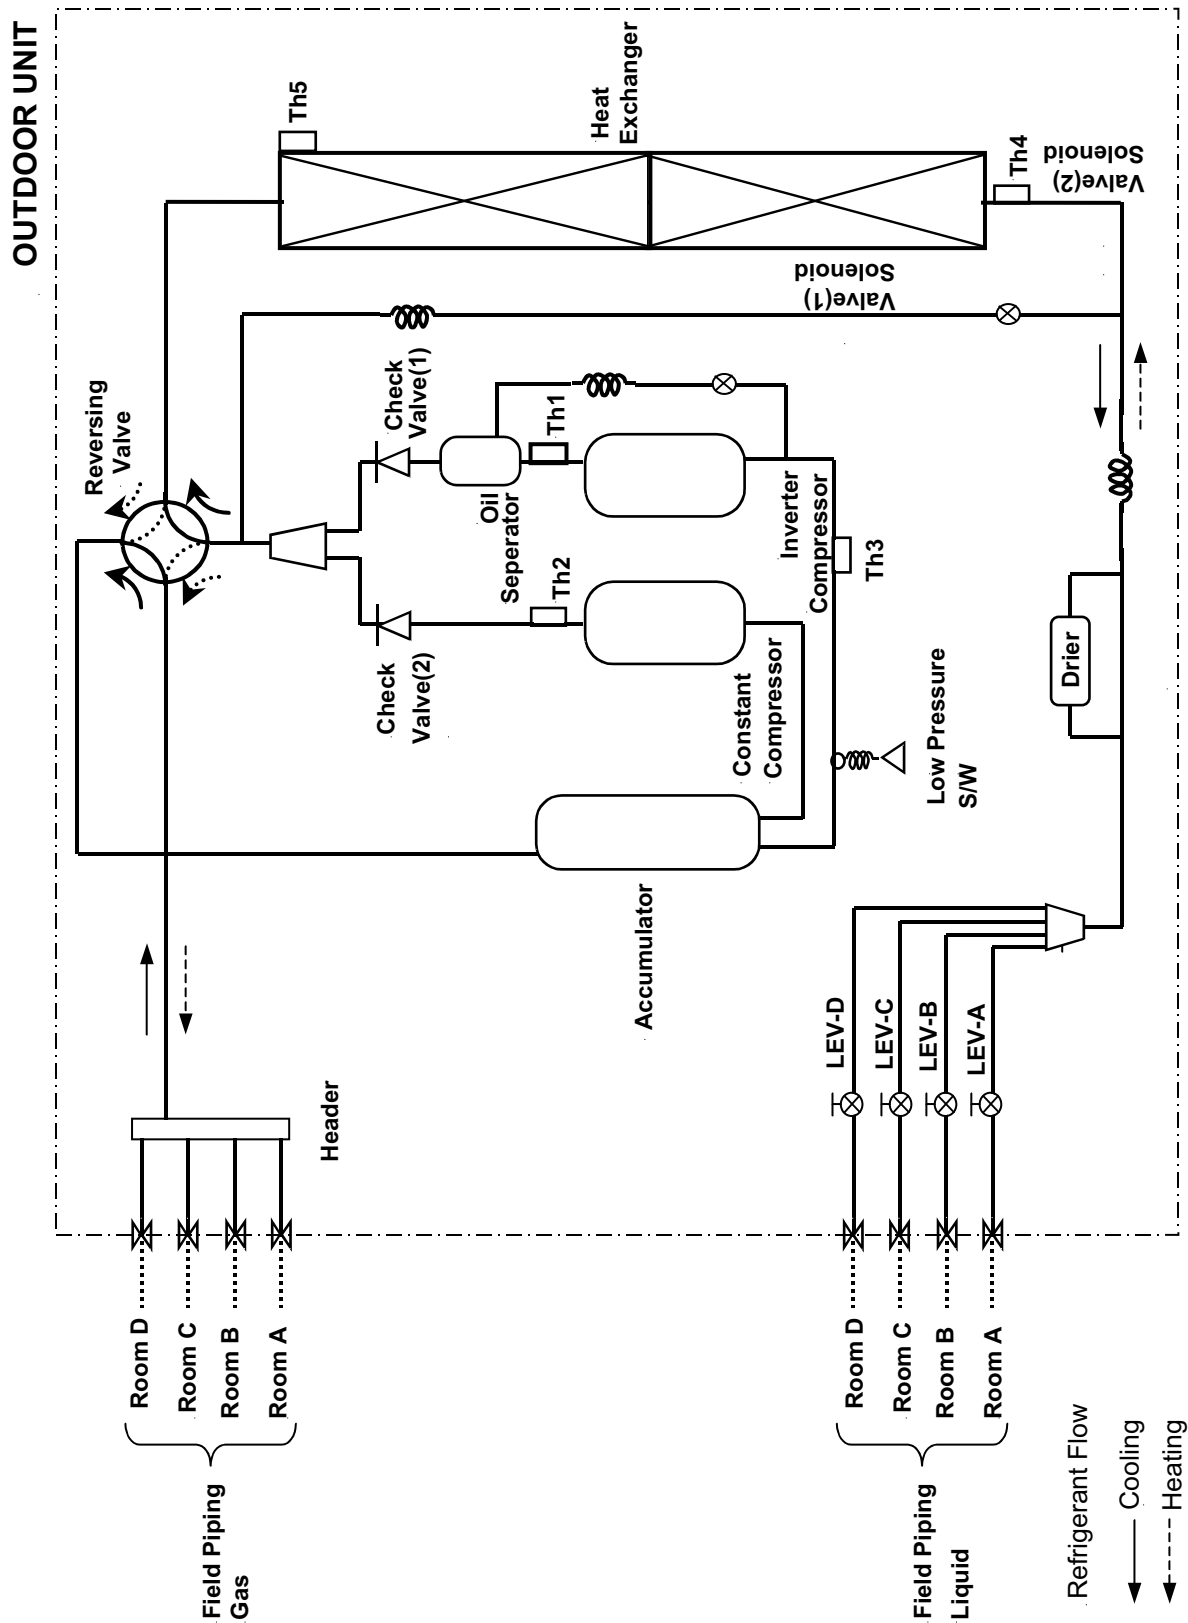 OUTDOOR UNIT
Th5
Heat
Exchanger
Th4
Solenoid
Valve(2)
Solenoid
Valve(1)
Reversing
Valve
Check
Valve(1)
Th1
Oil
Seperator
Inverter
Compressor
Th3
Th2
Check
Valve(2)
Constant
Compressor
Low Pressure
S/W
Drier
Accumulator
LEV-D
LEV-C
LEV-B
LEV-A
Header
Room D
Room C
Room B
Room A
Field Piping
Gas
Room D
Room C
Room B
Room A
Field Piping
Liquid
Refrigerant Flow
Cooling
Heating